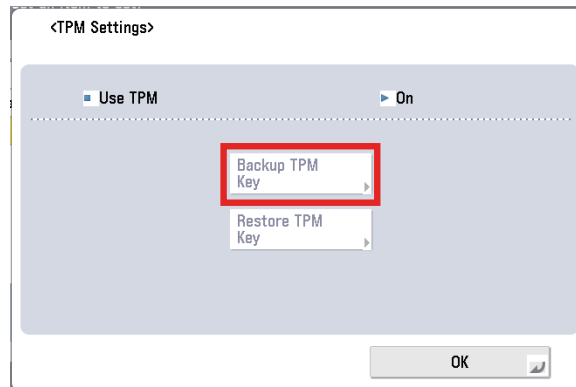 <TPM Settings>
Use TPM
On
Backup TPM
Key
Restore TPM
Key
OK